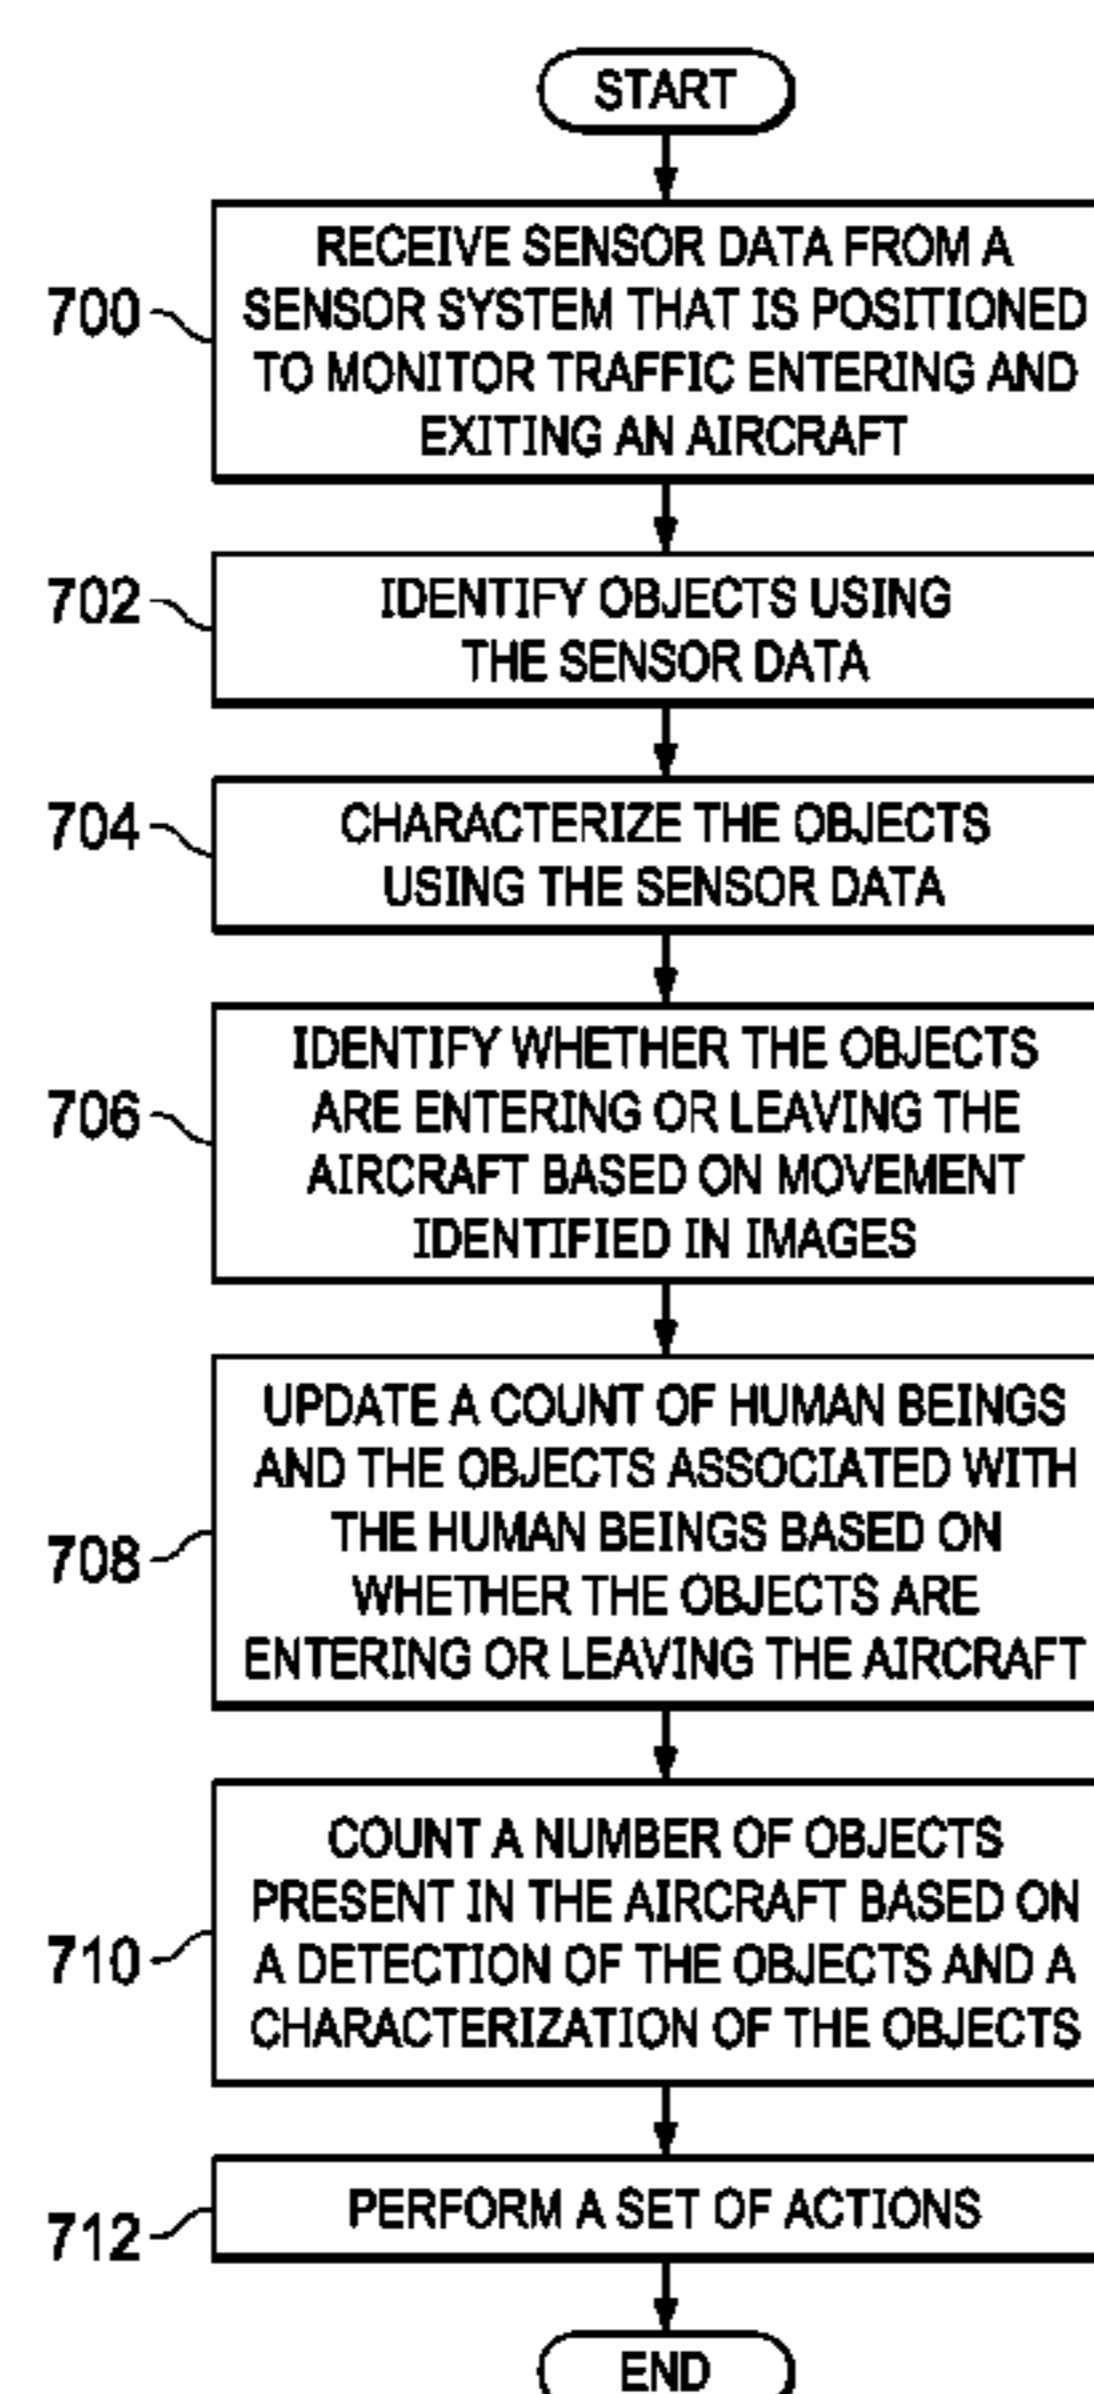 START
700
RECEIVE SENSOR DATA FROM A
SENSOR SYSTEM THAT IS POSITIONED
TO MONITOR TRAFFIC ENTERING AND
EXITING AN AIRCRAFT
702
IDENTIFY OBJECTS USING
THE SENSOR DATA
704
CHARACTERIZE THE OBJECTS
USING THE SENSOR DATA
706
IDENTIFY WHETHER THE OBJECTS
ARE ENTERING OR LEAVING THE
AIRCRAFT BASED ON MOVEMENT
IDENTIFIED IN IMAGES
708
UPDATE A COUNT OF HUMAN BEINGS
AND THE OBJECTS ASSOCIATED WITH
THE HUMAN BEINGS BASED ON
WHETHER THE OBJECTS ARE
ENTERING OR LEAVING THE AIRCRAFT
710
COUNT A NUMBER OF OBJECTS
PRESENT IN THE AIRCRAFT BASED ON
A DETECTION OF THE OBJECTS AND A
CHARACTERIZATION OF THE OBJECTS
712
PERFORM A SET OF ACTIONS
END